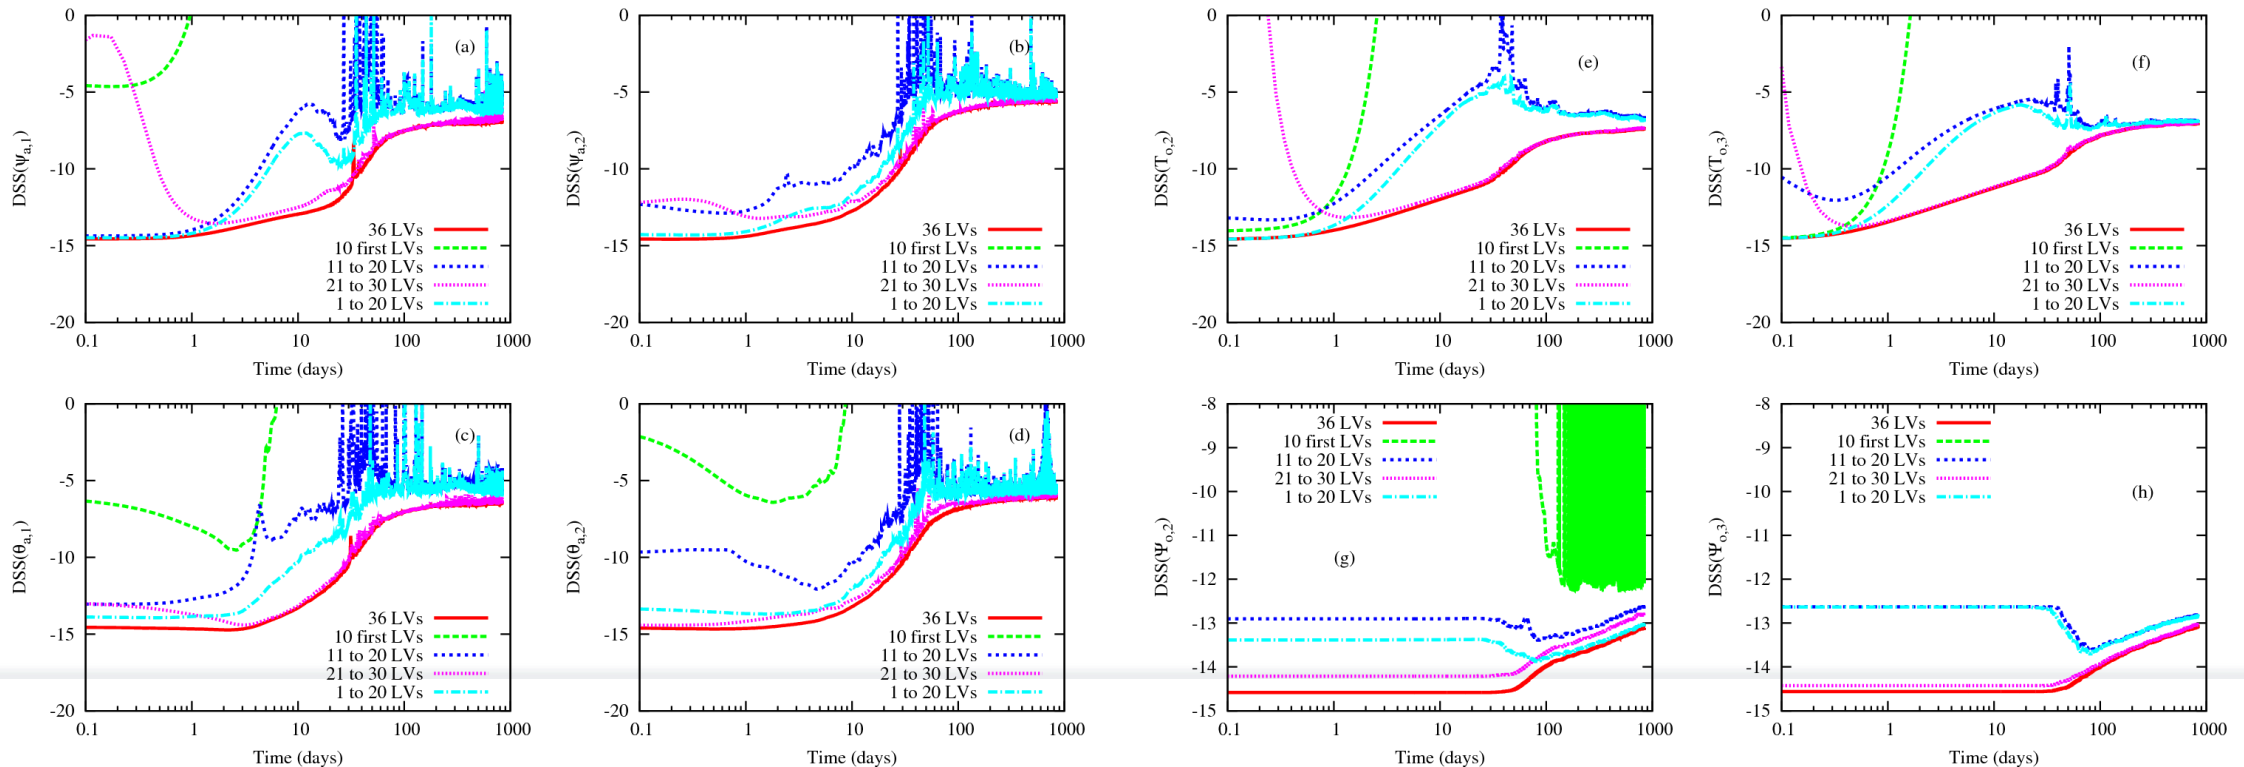 0
-5
-10
-15
-20
0.1 1 10 100 1000
Time (days)
DSS(Ψa,1)
(a)
36 LVs
10 first LVs
11 to 20 LVs
21 to 30 LVs
1 to 20 LVs
0
-5
-10
-15
-20
0.1 1 10 100 1000
Time (days)
DSS(Ψa,2)
(b)
36 LVs
10 first LVs
11 to 20 LVs
21 to 30 LVs
1 to 20 LVs
0
-5
-10
-15
-20
0.1 1 10 100 1000
Time (days)
DSS(To,2)
(e)
36 LVs
10 first LVs
11 to 20 LVs
21 to 30 LVs
1 to 20 LVs
0
-5
-10
-15
-20
0.1 1 10 100 1000
Time (days)
DSS(To,3)
(f)
36 LVs
10 first LVs
11 to 20 LVs
21 to 30 LVs
1 to 20 LVs
0
-5
-10
-15
-20
0.1 1 10 100 1000
Time (days)
DSS(θa,1)
(c)
36 LVs
10 first LVs
11 to 20 LVs
21 to 30 LVs
1 to 20 LVs
0
-5
-10
-15
-20
0.1 1 10 100 1000
Time (days)
DSS(θa,2)
(d)
36 LVs
10 first LVs
11 to 20 LVs
21 to 30 LVs
1 to 20 LVs
-8
-9
-10
-11
-12
-13
-14
-15
0.1 1 10 100 1000
Time (days)
DSS(Ψo,2)
(g)
36 LVs
10 first LVs
11 to 20 LVs
21 to 30 LVs
1 to 20 LVs
-8
-9
-10
-11
-12
-13
-14
-15
0.1 1 10 100 1000
Time (days)
DSS(Ψo,3)
(h)
36 LVs
10 first LVs
11 to 20 LVs
21 to 30 LVs
1 to 20 LVs